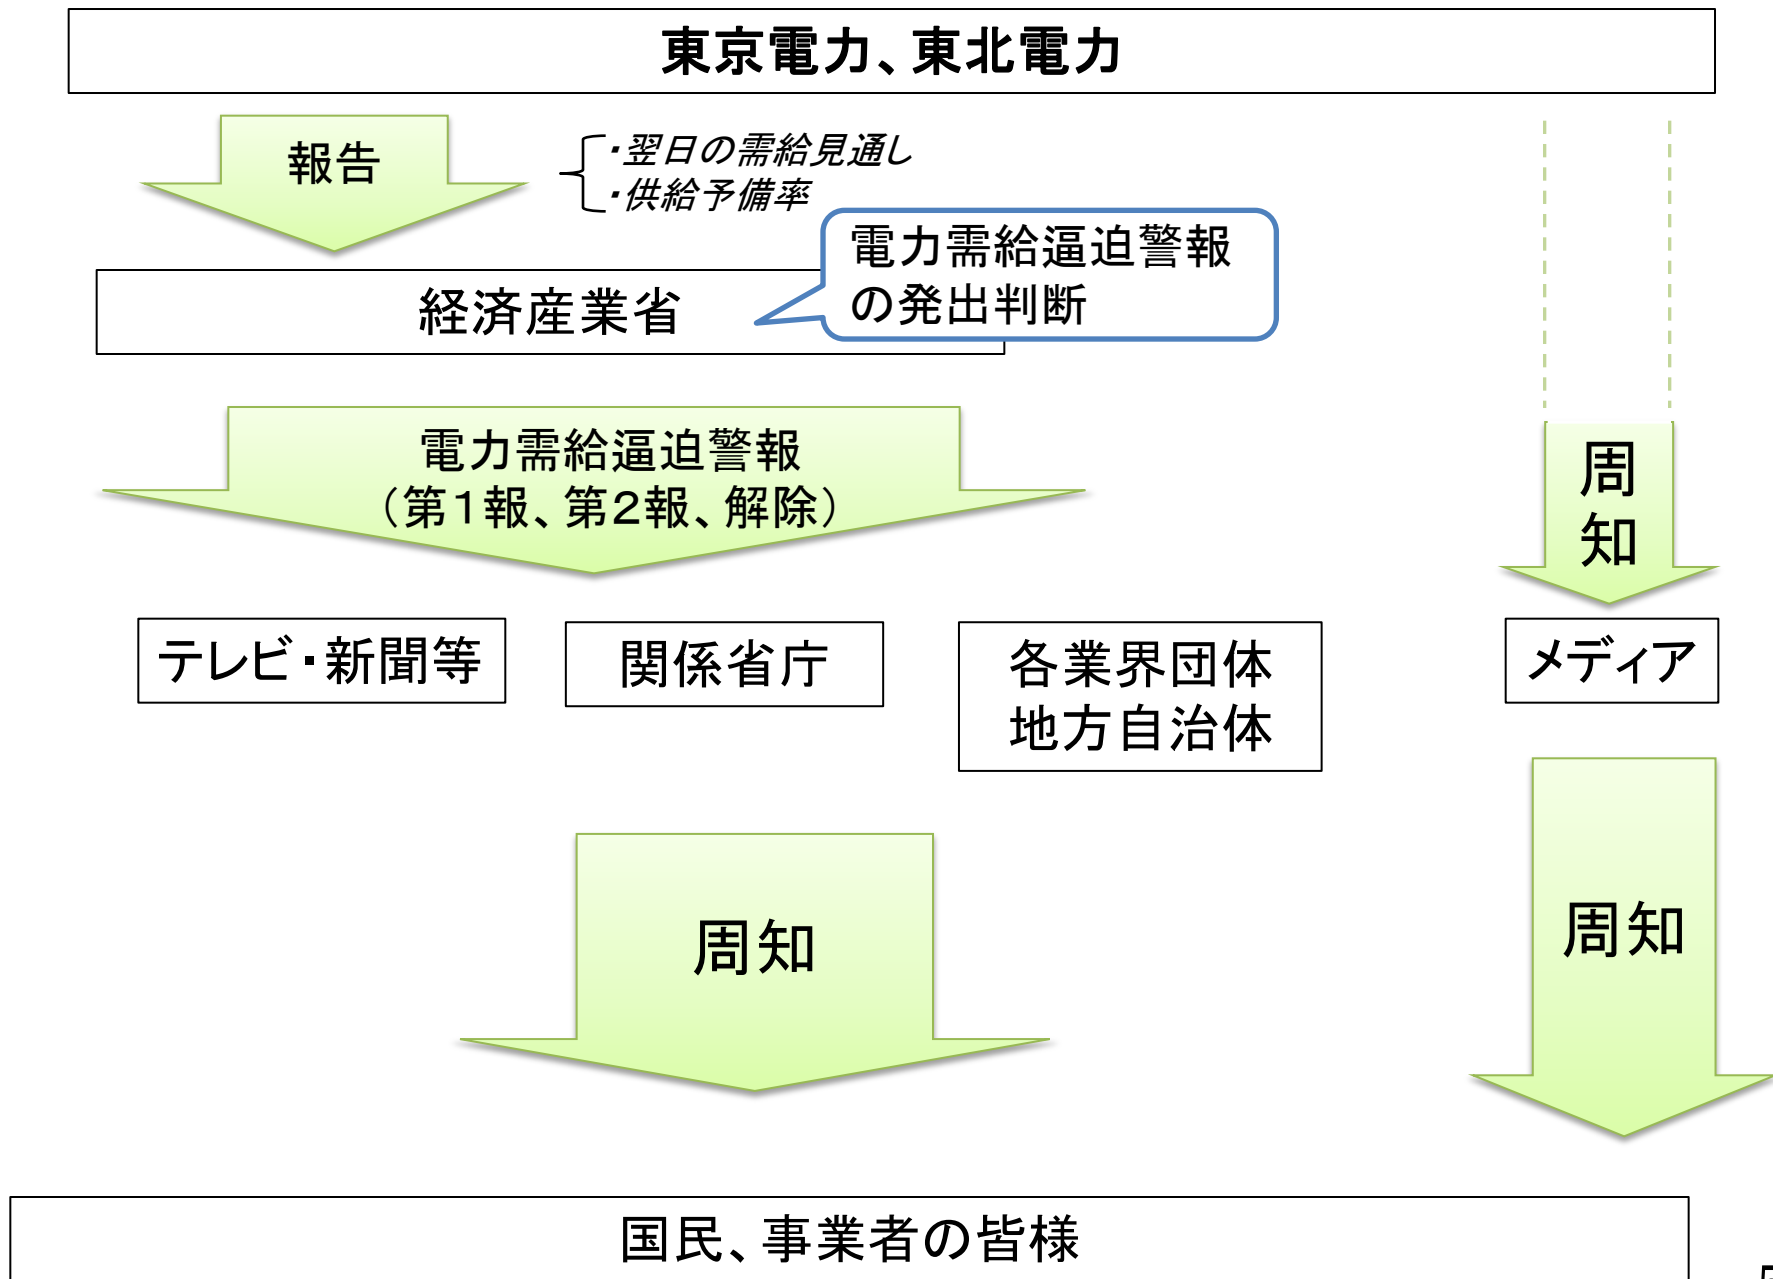 東京電力、東北電力
報告
・翌日の需給見通し
・供給予備率
電力需給逼迫警報
の発出判断
経済産業省
電力需給逼迫警報
（第１報、第２報、解除）
周
知
テレビ・新聞等
関係省庁
各業界団体
地方自治体
メディア
周知
周知
国民、事業者の皆様